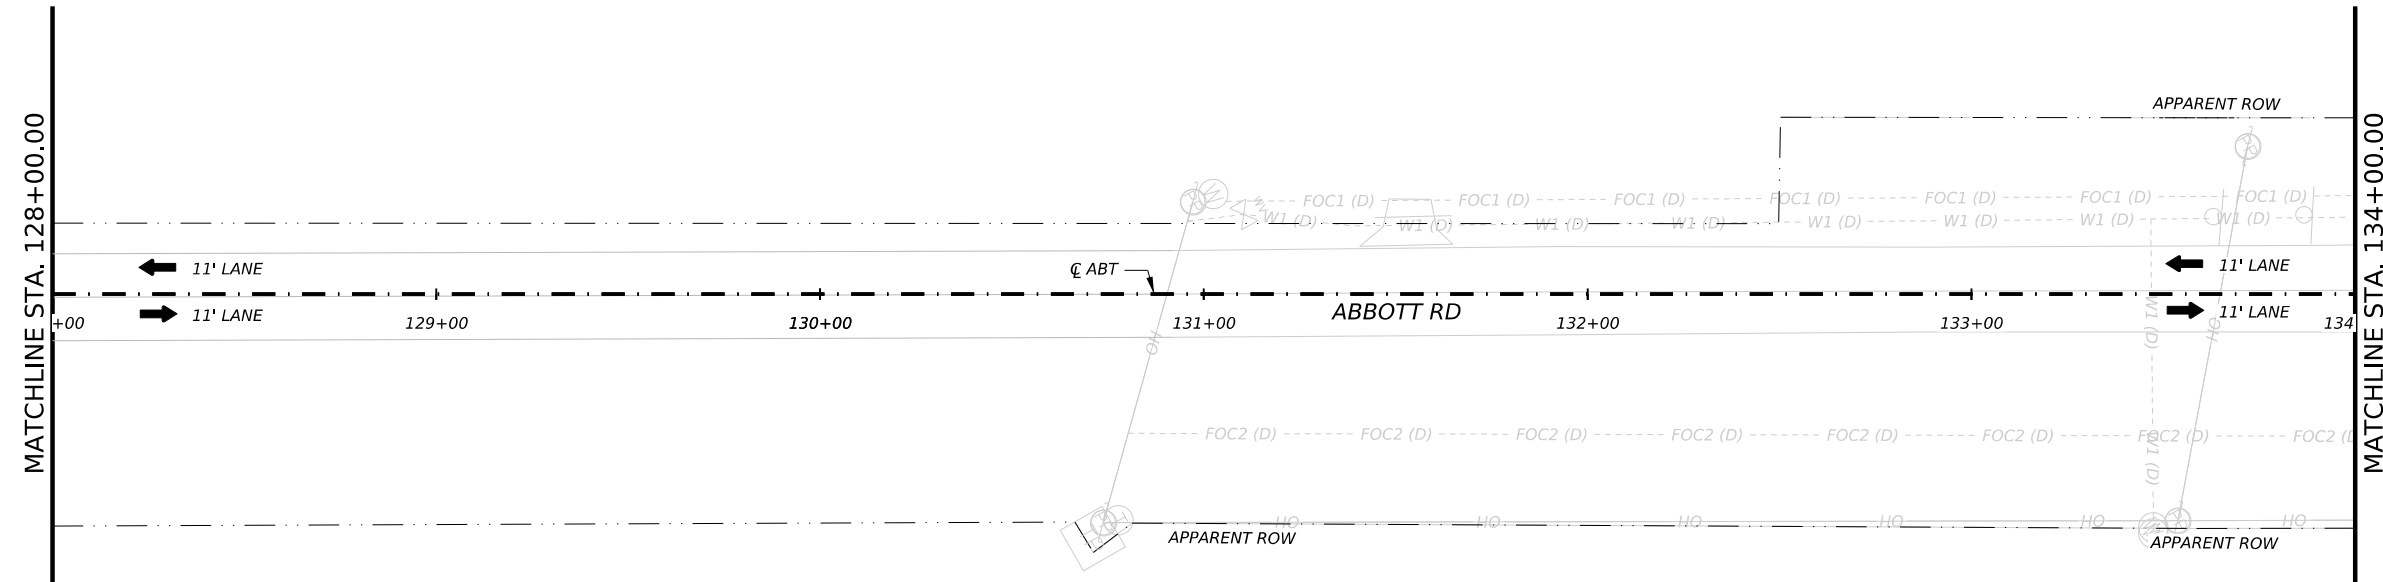 MATCHLINE STA. 128+00.00
APPARENT ROW
FOC1 (D) FOC1 (D) FOC1 (D) FOC1 (D) FOC1 (D) FOC1 (D) FOC1 (D)
W1 (D) W1 (D) W1 (D) W1 (D) W1 (D) W1 (D) W1 (D) W1 (D)
11' LANE
℄ ABT
11' LANE
11' LANE
ABBOTT RD
11' LANE
+00 129+00 130+00 131+00 132+00 133+00 134
W1 (D)
OH
OH
FOC2 (D) FOC2 (D) FOC2 (D) FOC2 (D) FOC2 (D) FOC2 (D) FOC2 (D) FOC2 (D
W1 (D)
OH OH OH OH OH OH
APPARENT ROW
APPARENT ROW
MATCHLINE STA. 134+00.00